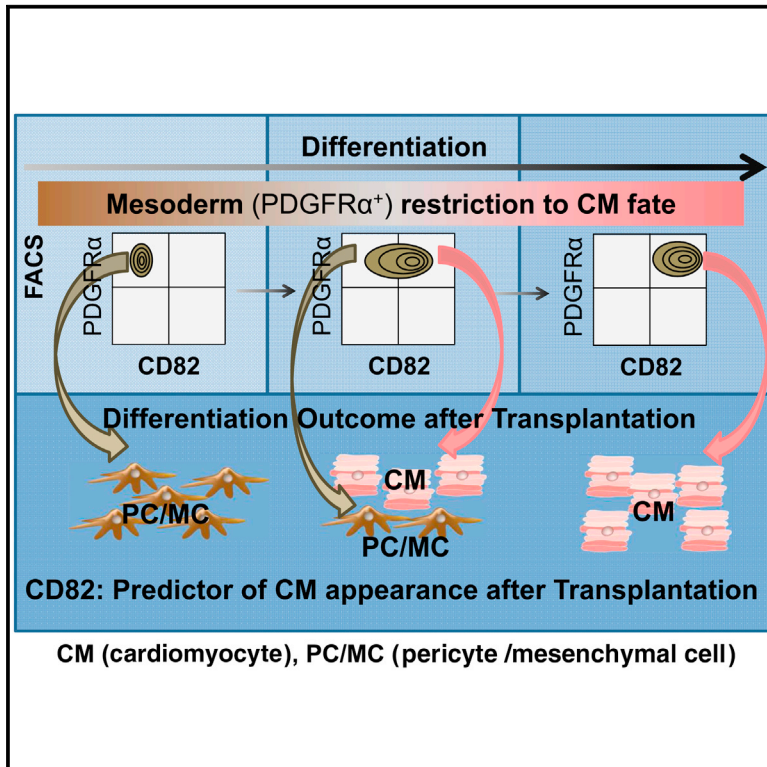 Differentiation
Mesoderm (PDGFRα⁺) restriction to CM fate
FACS
PDGFRα
PDGFRα
PDGFRα
CD82
CD82
CD82
Differentiation Outcome after Transplantation
PC/MC
CM
PC/MC
CM
CD82: Predictor of CM appearance after Transplantation
CM (cardiomyocyte), PC/MC (pericyte /mesenchymal cell)